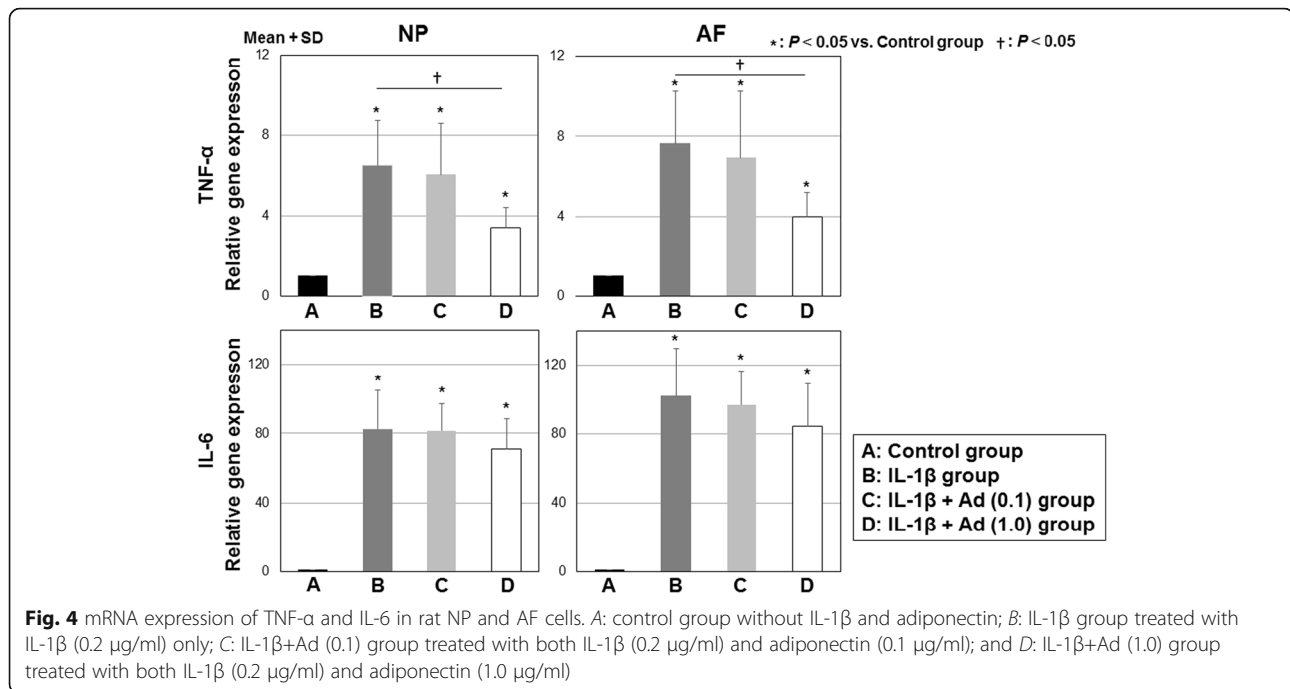 Mean + SD
NP
AF
*: P < 0.05 vs. Control group †: P < 0.05
TNF-α
Relative gene expresson
12
8
4
0
†
*
*
*
A B C D
12
8
4
0
†
*
*
*
A B C D
IL-6
Relative gene expresson
120
80
40
0
*
*
*
A B C D
120
80
40
0
*
*
*
A B C D
A: Control group
B: IL-1β group
C: IL-1β + Ad (0.1) group
D: IL-1β + Ad (1.0) group
Fig. 4 mRNA expression of TNF-α and IL-6 in rat NP and AF cells. A: control group without IL-1β and adiponectin; B: IL-1β group treated with
IL-1β (0.2 μg/ml) only; C: IL-1β+Ad (0.1) group treated with both IL-1β (0.2 μg/ml) and adiponectin (0.1 μg/ml); and D: IL-1β+Ad (1.0) group
treated with both IL-1β (0.2 μg/ml) and adiponectin (1.0 μg/ml)